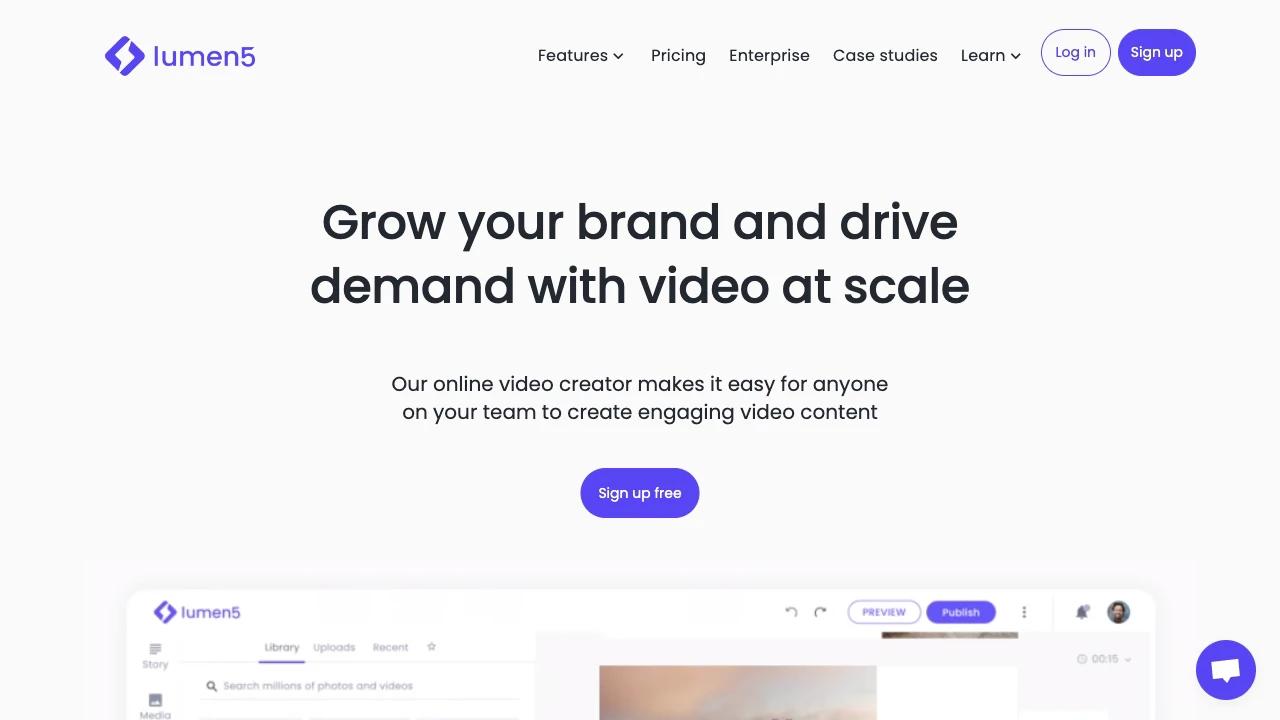 lumen5
Features
Pricing
Enterprise
Case studies
Learn
Log in
Sign up
Grow your brand and drive
demand with video at scale
Our online video creator makes it easy for anyone
on your team to create engaging video content
Sign up free
lumen5
PREVIEW
Publish
Story
Library
Uploads
Recent
00:15
Search millions of photos and videos
Media